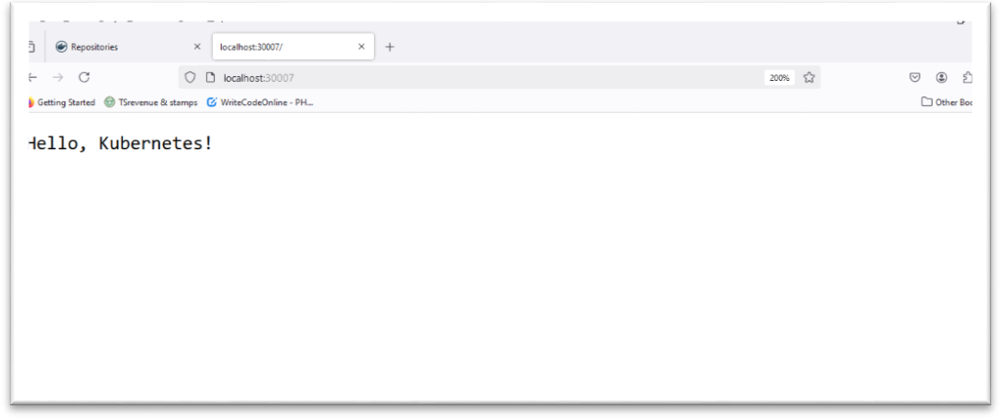 Repositories
localhost:30007/
localhost:30007
200%
Getting Started
TSrevenue & stamps
WriteCodeOnline - PH...
Other Boo
Hello, Kubernetes!